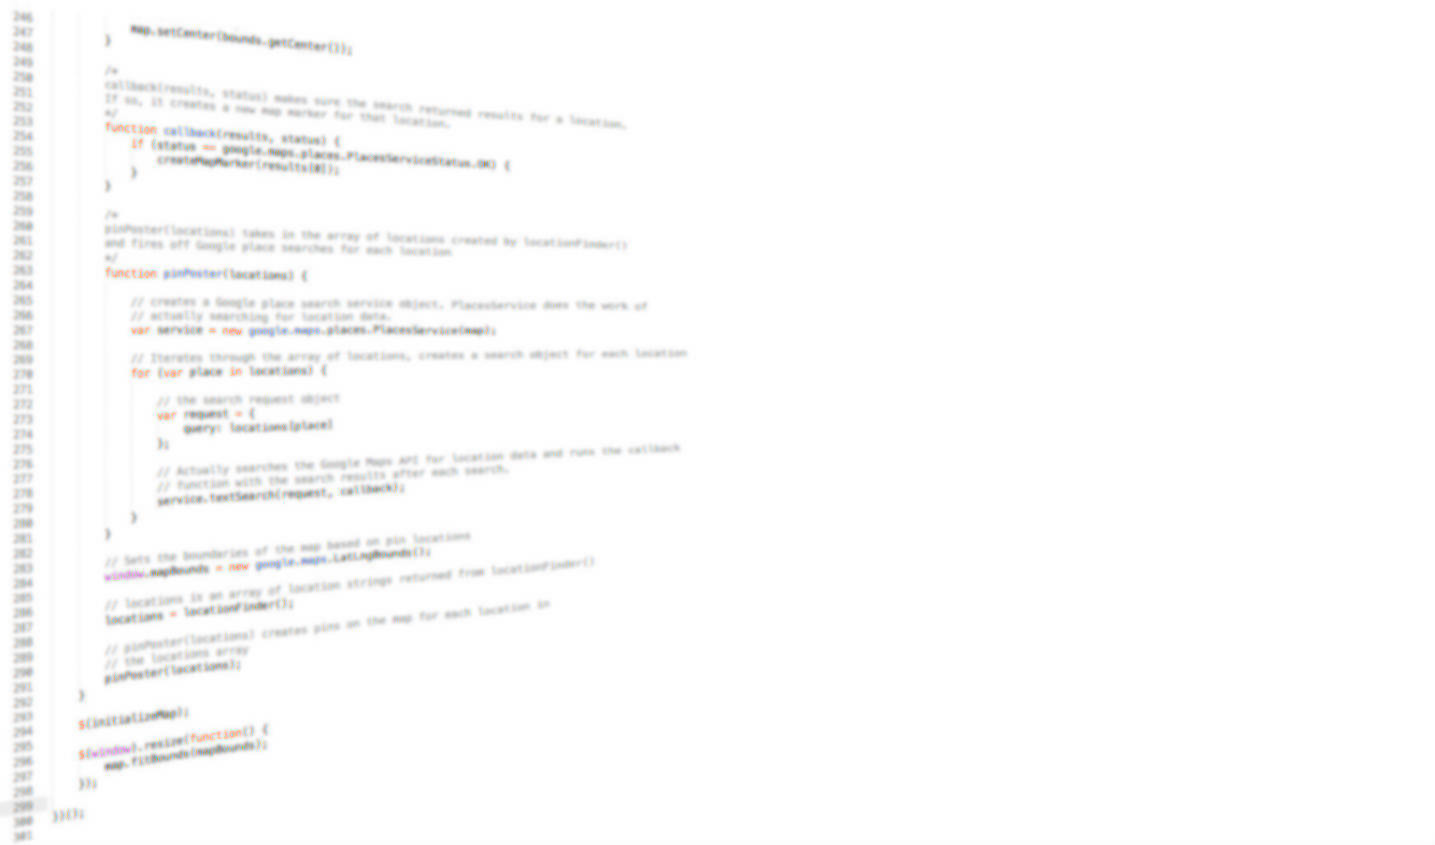 246
247
248
249
250
251
252
253
254
255
256
257
258
259
260
261
262
263
264
265
266
267
268
269
270
271
272
273
274
275
276
277
278
279
280
281
282
283
284
285
286
287
288
289
290
291
292
293
294
295
296
297
298
299
300
301
map.setCenter(bounds.getCenter());
}
/*
callback(results, status) makes sure the search returned results for a location.
If so, it creates a new map marker for that location.
*/
function callback(results, status) {
if (status == google.maps.places.PlacesServiceStatus.OK) {
createMapMarker(results[0]);
}
}
/*
pinPoster(locations) takes in the array of locations created by locationFinder()
and fires off Google place searches for each location
*/
function pinPoster(locations) {
// creates a Google place search service object. PlacesService does the work of
// actually searching for location data.
var service = new google.maps.places.PlacesService(map);
// Iterates through the array of locations, creates a search object for each location
for (var place in locations) {
// the search request object
var request = {
query: locations[place]
};
// Actually searches the Google Maps API for location data and runs the callback
// function with the search results after each search.
service.textSearch(request, callback);
}
}
// Sets the boundaries of the map based on pin locations
window.mapBounds = new google.maps.LatLngBounds();
// locations is an array of location strings returned from locationFinder()
locations = locationFinder();
// pinPoster(locations) creates pins on the map for each location in
// the locations array
pinPoster(locations);
}
$(initializeMap);
$(window).resize(function() {
map.fitBounds(mapBounds);
});
})();